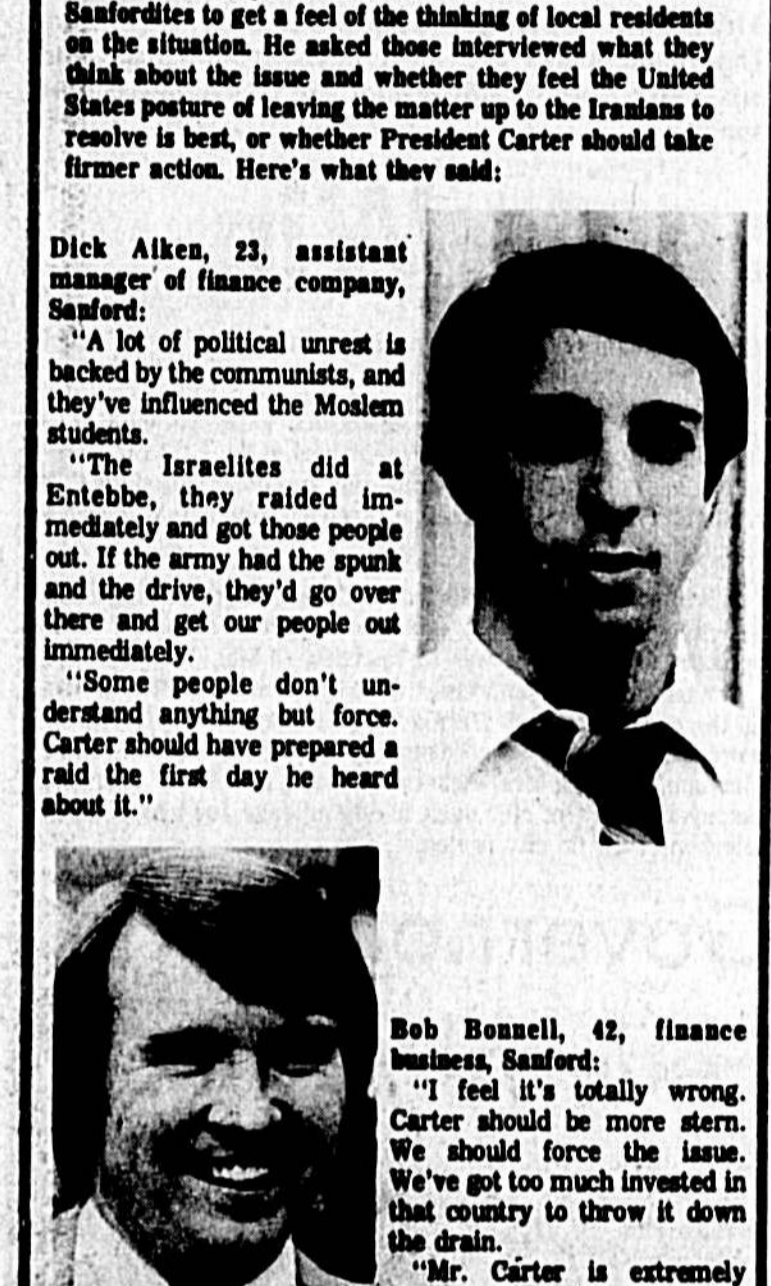 Sanfordites to get a feel of the thinking of local residents
on the situation. He asked those interviewed what they
think about the issue and whether they feel the United
States posture of leaving the matter up to the Iranians to
resolve is best, or whether President Carter should take
firmer action. Here's what they said:
Dick Aiken, 23, assistant
manager of finance company,
Sanford:
"A lot of political unrest is
backed by the communists, and
they've influenced the Moslem
students.
"The Israelites did at
Entebbe, they raided im-
mediately and got those people
out. If the army had the spunk
and the drive, they'd go over
there and get our people out
immediately.
"Some people don't un-
derstand anything but force.
Carter should have prepared a
raid the first day he heard
about it."
Bob Bonnell, 42, finance
business, Sanford:
"I feel it's totally wrong.
Carter should be more stern.
We should force the issue.
We've got too much invested in
that country to throw it down
the drain.
"Mr. Carter is extremely